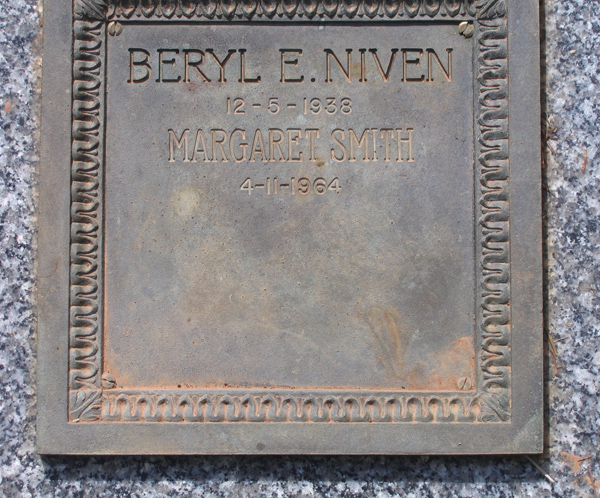 BERYL E. NIVEN
12-5-1938
MARGARET SMITH
4-11-1964